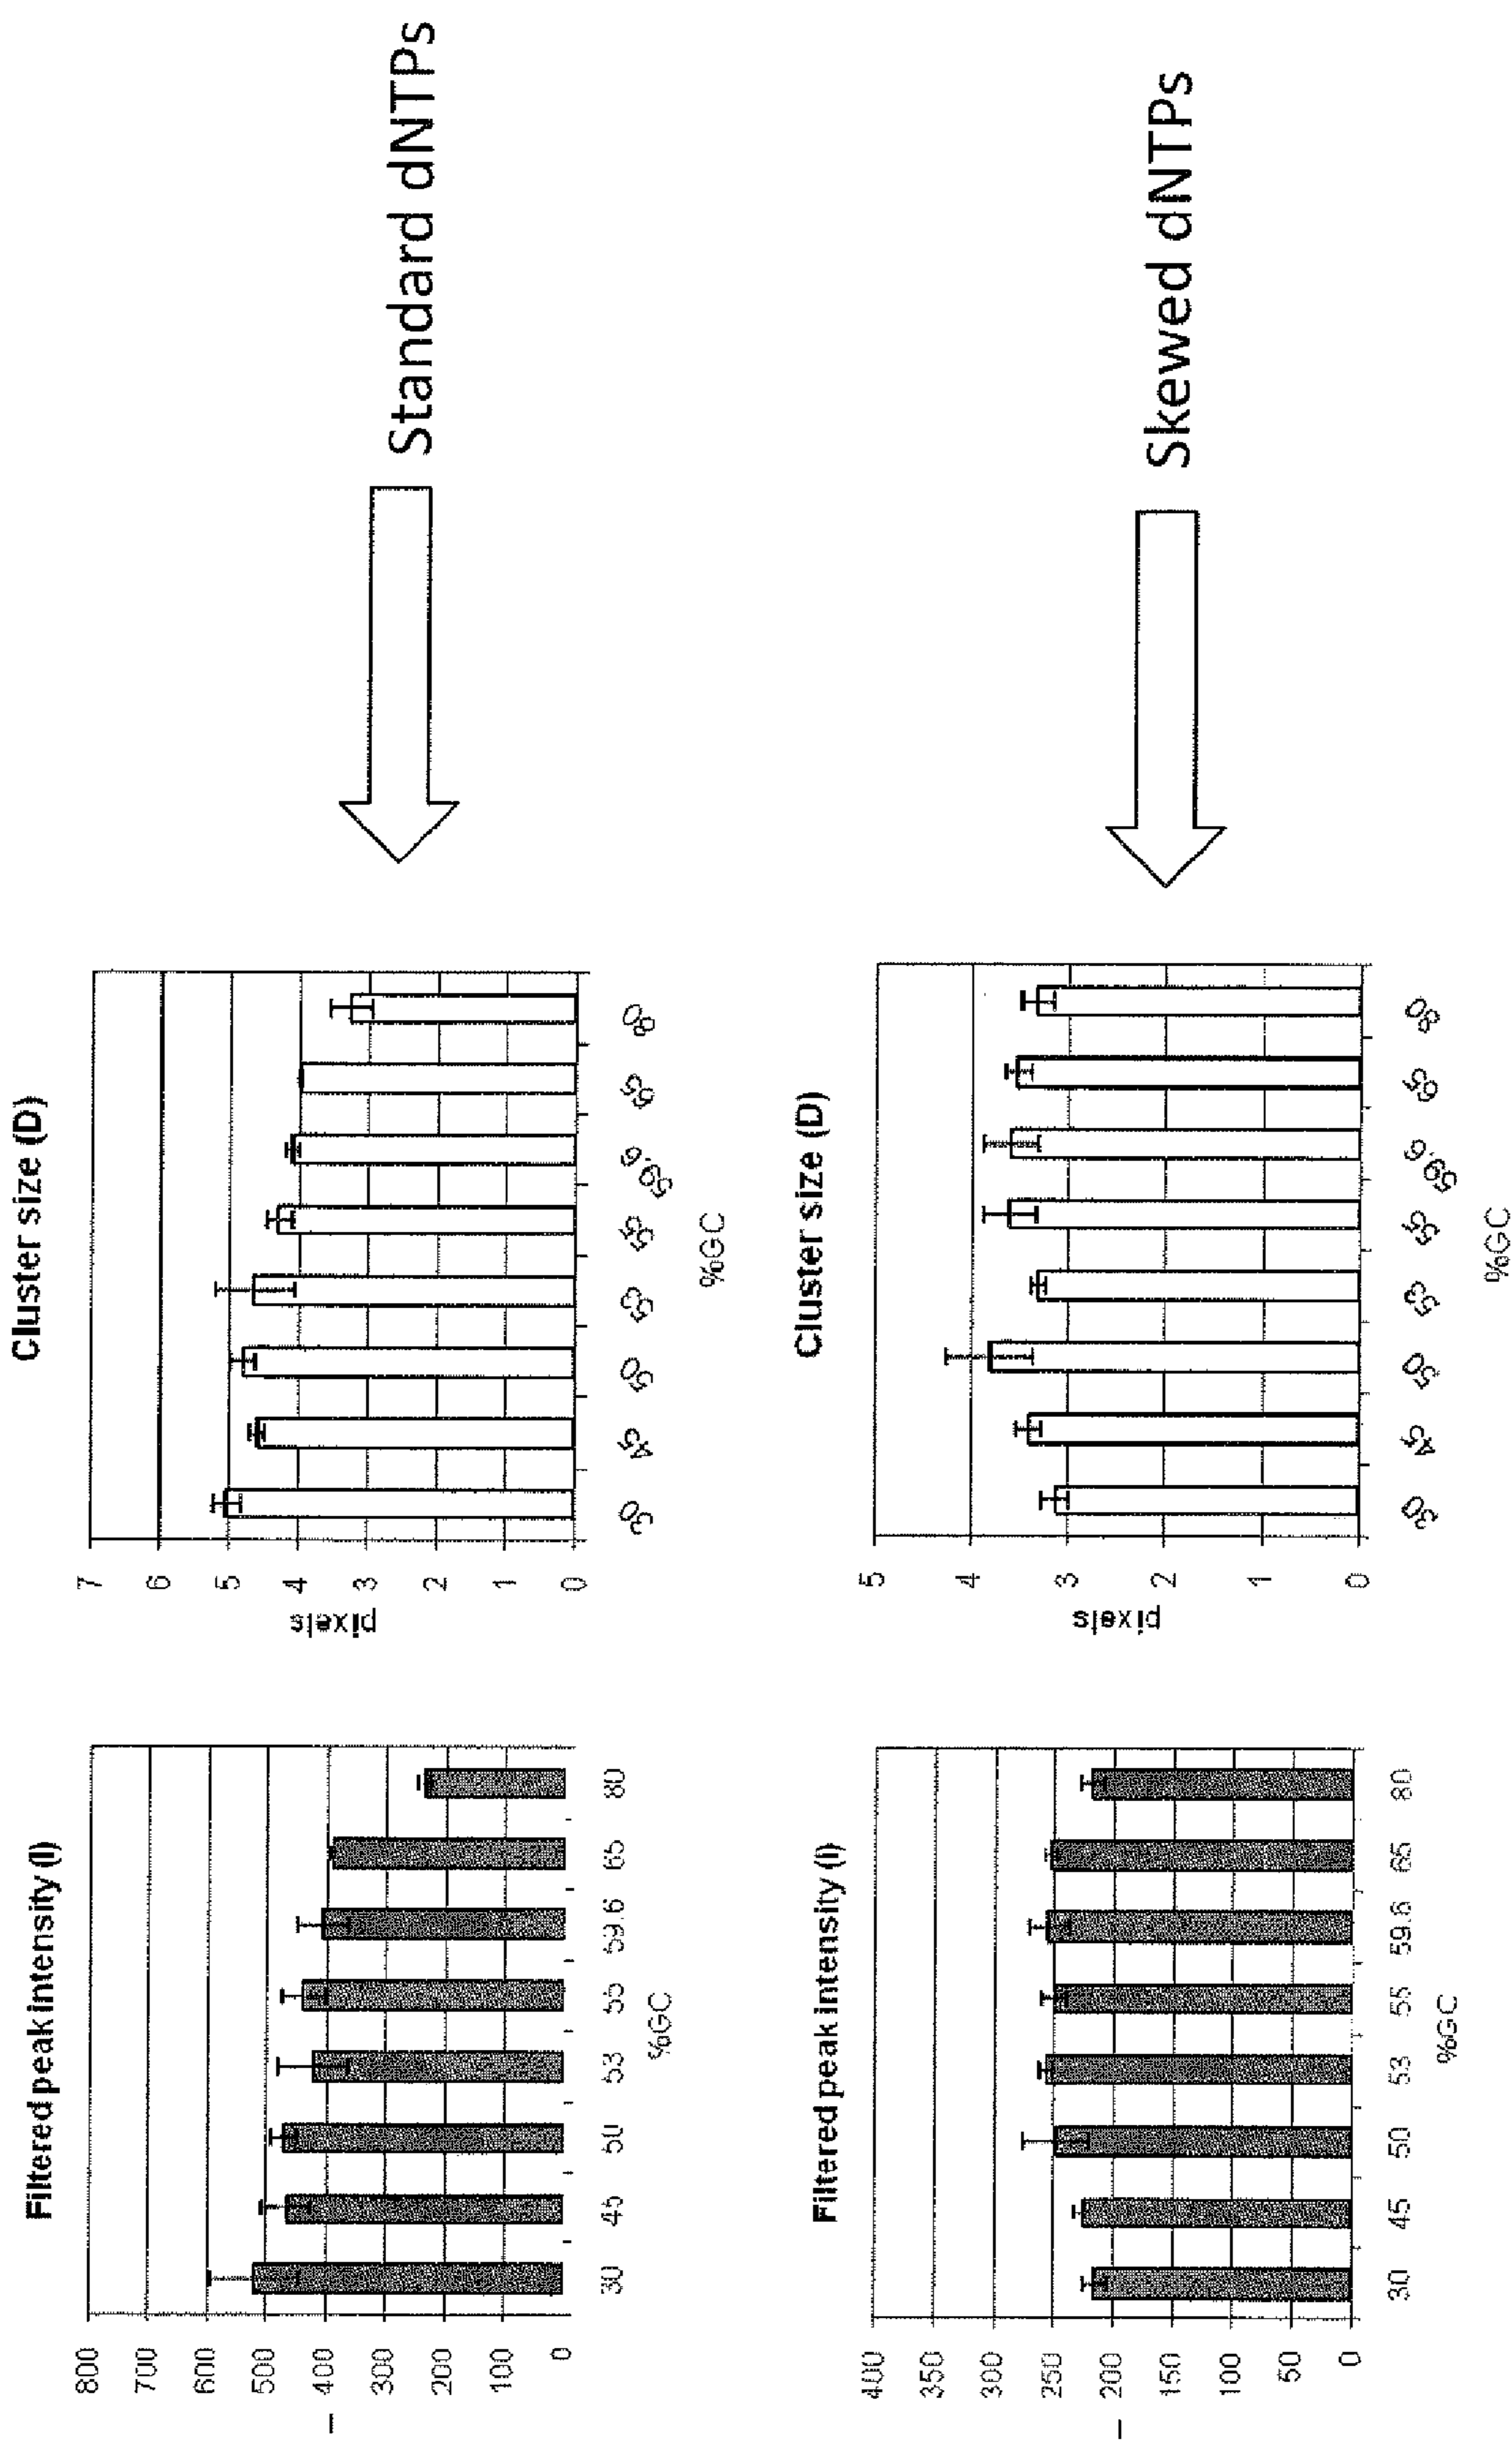 Filtered peak intensity (I)
800
700
600
500
400
300
200
100
0
I
30 45 50 53 55 59.6 65 80
%GC
Cluster size (D)
7
6
5
4
3
2
1
0
pixels
30 45 50 53 55 59.6 65 80
%GC
Standard dNTPs
Filtered peak intensity (I)
400
350
300
250
200
150
100
50
0
I
30 45 50 53 55 59.6 65 80
%GC
Cluster size (D)
5
4
3
2
1
0
pixels
30 45 50 53 55 59.6 65 80
%GC
Skewed dNTPs